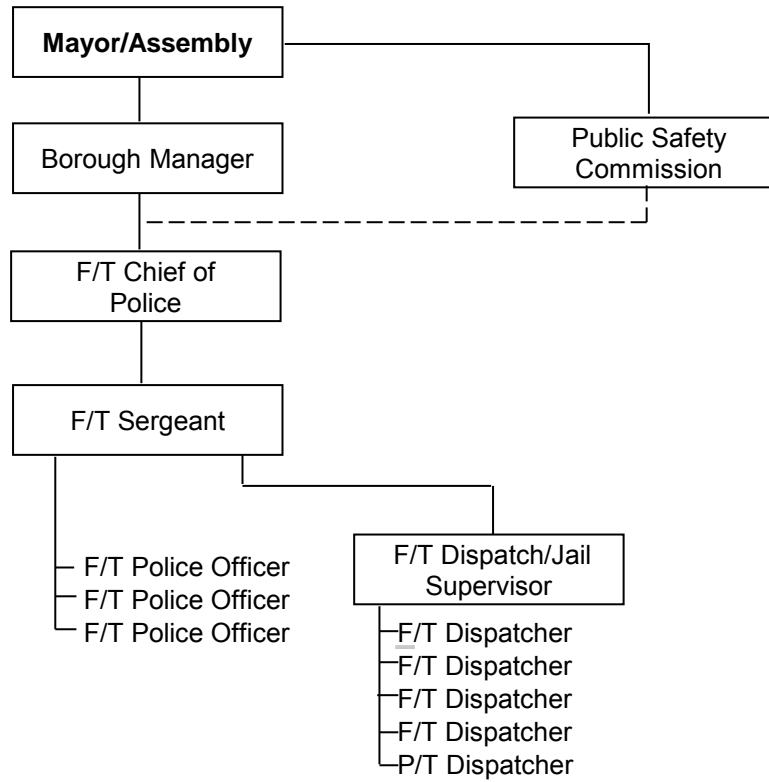 Mayor/Assembly
Borough Manager
Public Safety
Commission
F/T Chief of
Police
F/T Sergeant
F/T Police Officer
F/T Police Officer
F/T Police Officer
F/T Dispatch/Jail
Supervisor
F/T Dispatcher
F/T Dispatcher
F/T Dispatcher
F/T Dispatcher
P/T Dispatcher